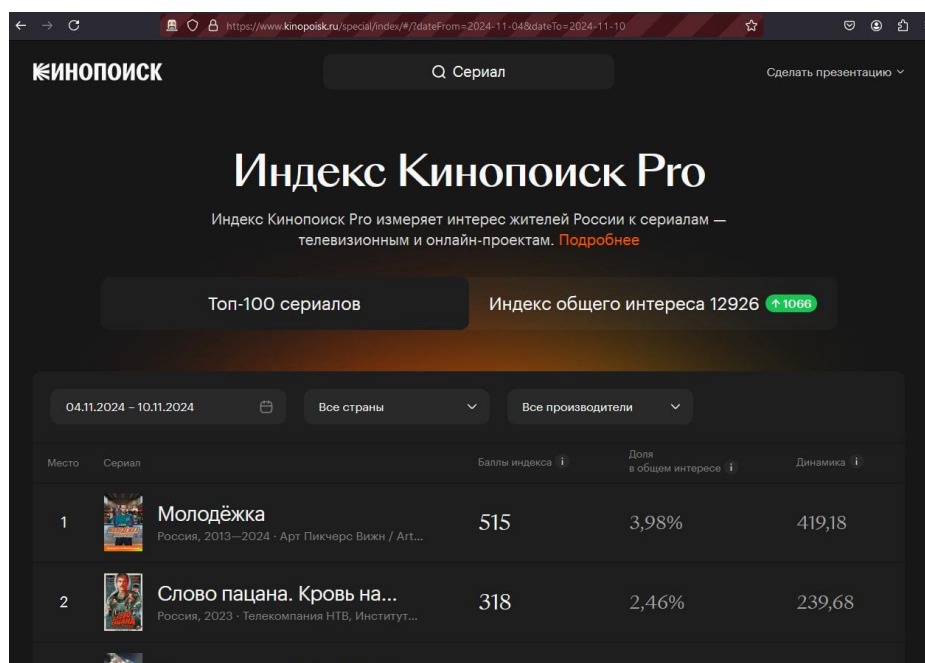 https://www.kinopoisk.ru/special/index/#/?dateFrom=2024-11-04&dateTo=2024-11-10
КИНОПОИСК
Сериал
Сделать презентацию
Индекс Кинопоиск Pro
Индекс Кинопоиск Pro измеряет интерес жителей России к сериалам —
телевизионным и онлайн-проектам. Подробнее
Топ-100 сериалов
Индекс общего интереса 12926 ↑ 1066
04.11.2024 – 10.11.2024
Все страны
Все производители
Место
Сериал
Баллы индекса i
Доля
в общем интересе i
Динамика i
1
Молодёжка
Россия, 2013—2024 · Арт Пикчерс Вижн / Art...
515
3,98%
419,18
2
Слово пацана. Кровь на...
Россия, 2023 · Телекомпания НТВ, Институт...
318
2,46%
239,68